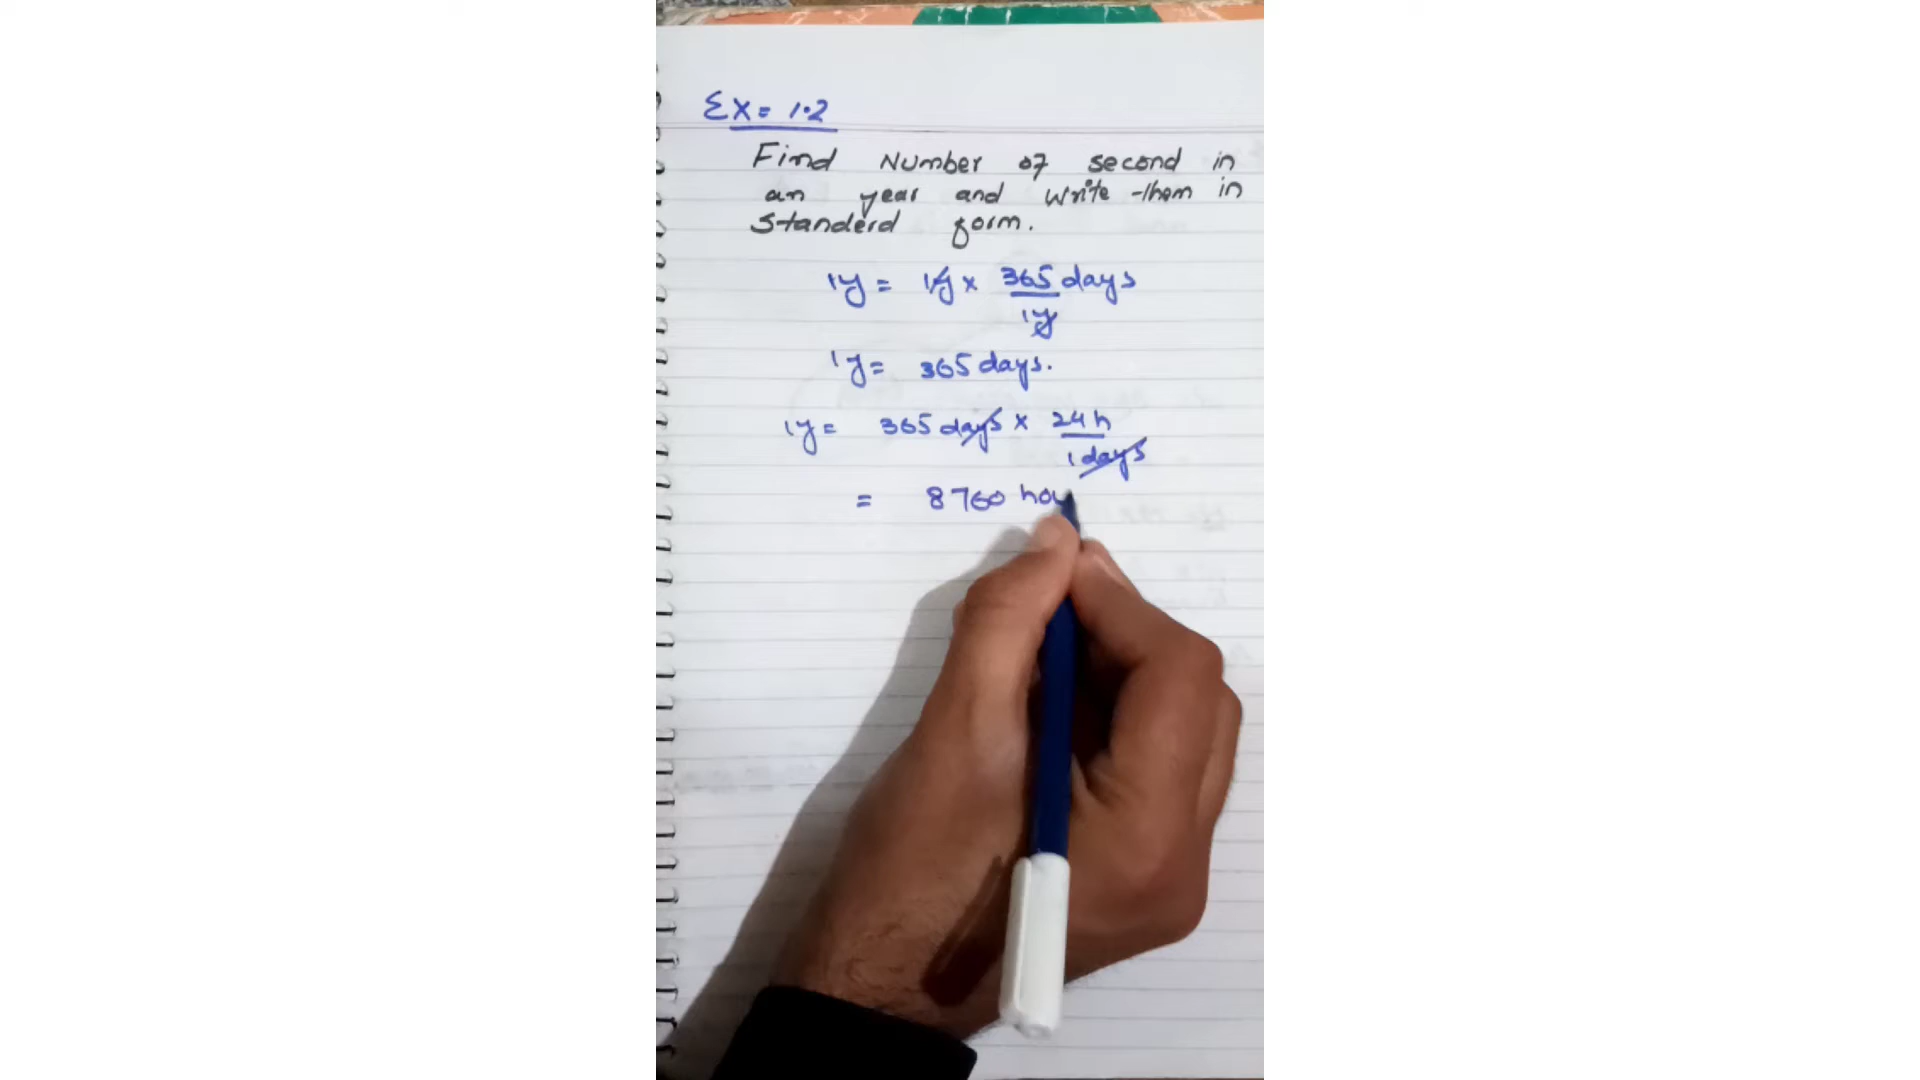 Ex = 1.2
Find Number of second in
an year and write them in
standerd form.
1y = 1y × 365 days
1y
1y = 365 days.
1y = 365 days × 24 h
1 days
= 8760 hou